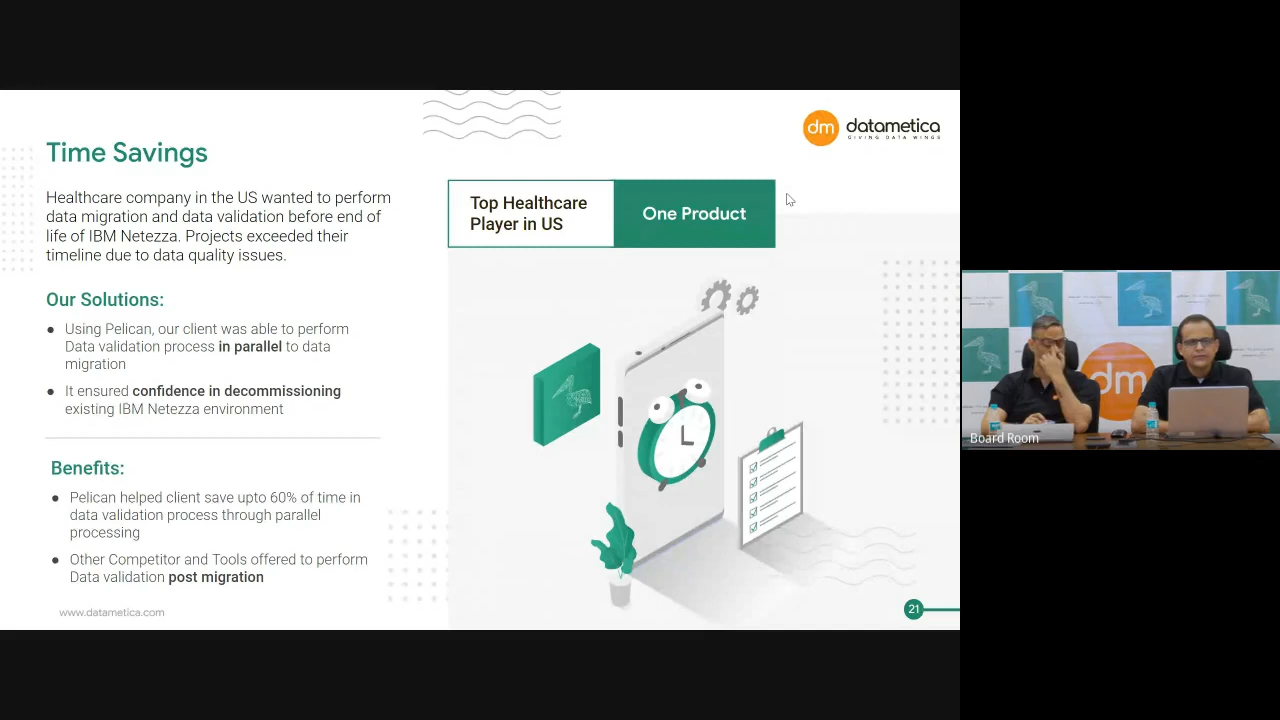 dm datametica
GIVING DATA WINGS
Time Savings
Healthcare company in the US wanted to perform
data migration and data validation before end of
life of IBM Netezza. Projects exceeded their
timeline due to data quality issues.
Our Solutions:
● Using Pelican, our client was able to perform
Data validation process in parallel to data
migration
● It ensured confidence in decommissioning
existing IBM Netezza environment
Benefits:
● Pelican helped client save upto 60% of time in
data validation process through parallel
processing
● Other Competitor and Tools offered to perform
Data validation post migration
www.datametica.com
Top Healthcare
Player in US
One Product
21
dm
Board Room